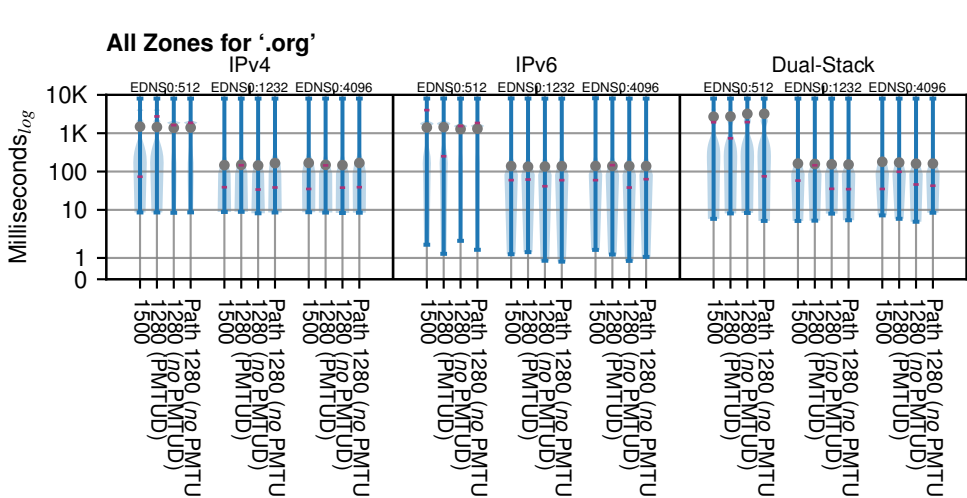 All Zones for ‘.org’
IPv4
IPv6
Dual-Stack
EDNS0:512
EDNS0:1232
EDNS0:4096
EDNS0:512
EDNS0:1232
EDNS0:4096
EDNS0:512
EDNS0:1232
EDNS0:4096
Milliseconds log
10K
1K
100
10
1
0
1500
1280 (PMTUD)
1280 (no PMTUD)
Path 1280 (no PMTU
1500
1280 (PMTUD)
1280 (no PMTUD)
Path 1280 (no PMTU
1500
1280 (PMTUD)
1280 (no PMTUD)
Path 1280 (no PMTU
1500
1280 (PMTUD)
1280 (no PMTUD)
Path 1280 (no PMTU
1500
1280 (PMTUD)
1280 (no PMTUD)
Path 1280 (no PMTU
1500
1280 (PMTUD)
1280 (no PMTUD)
Path 1280 (no PMTU
1500
1280 (PMTUD)
1280 (no PMTUD)
Path 1280 (no PMTU
1500
1280 (PMTUD)
1280 (no PMTUD)
Path 1280 (no PMTU
1500
1280 (PMTUD)
1280 (no PMTUD)
Path 1280 (no PMTU